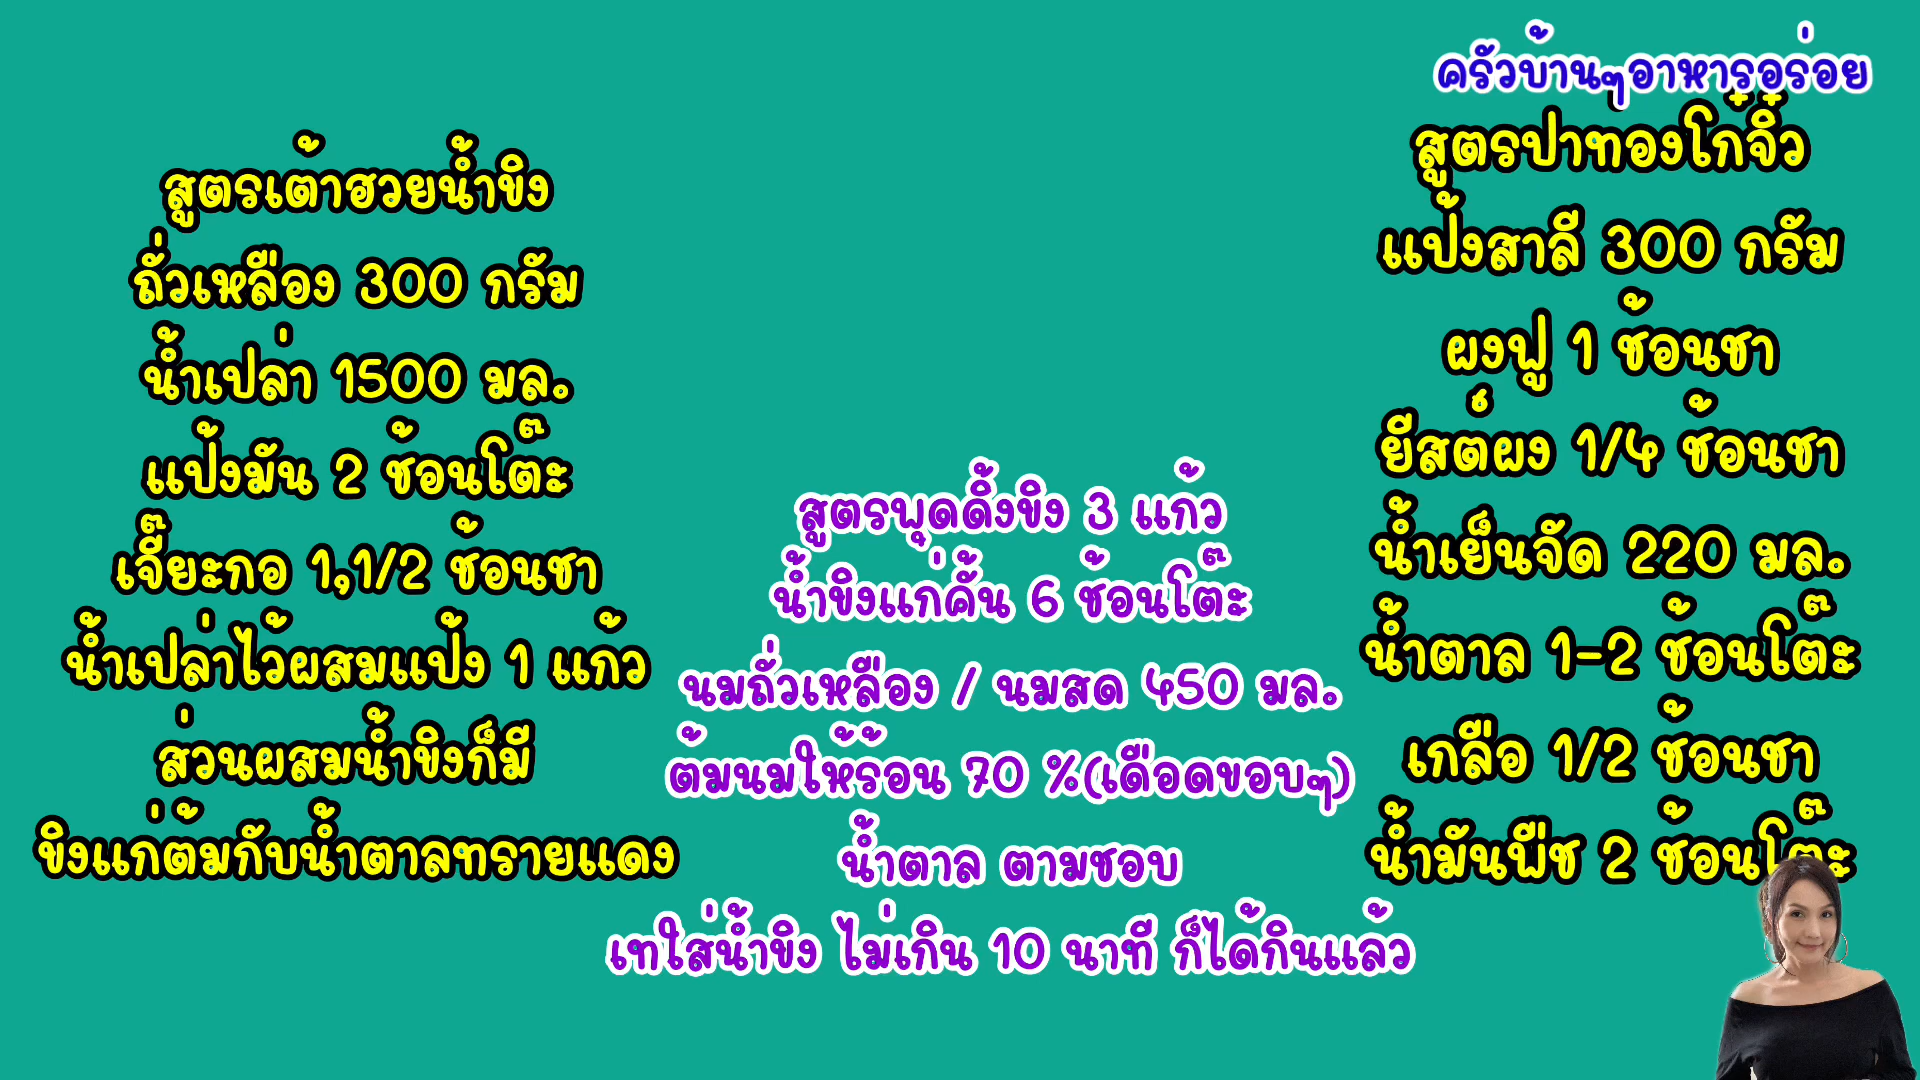 ครัวบ้านๆอาหารอร่อย
สูตรเต้าฮวยน้ำขิง
ถั่วเหลือง 300 กรัม
น้ำเปล่า 1500 มล.
แป้งมัน 2 ช้อนโต๊ะ
เจี๊ยะกอ 1,1/2 ช้อนชา
น้ำเปล่าไว้ผสมแป้ง 1 แก้ว
ส่วนผสมน้ำขิงก็มี
ขิงแก่ต้มกับน้ำตาลทรายแดง
สูตรพุดดิ้งขิง 3 แก้ว
น้ำขิงแก่คั้น 6 ช้อนโต๊ะ
นมถั่วเหลือง / นมสด 450 มล.
ต้มนมให้ร้อน 70 %(เดือดขอบๆ)
น้ำตาล ตามชอบ
เทใส่น้ำขิง ไม่เกิน 10 นาที ก็ได้กินแล้ว
สูตรปาท่องโก๋จิ๋ว
แป้งสาลี 300 กรัม
ผงฟู 1 ช้อนชา
ยีสต์ผง 1/4 ช้อนชา
น้ำเย็นจัด 220 มล.
น้ำตาล 1-2 ช้อนโต๊ะ
เกลือ 1/2 ช้อนชา
น้ำมันพืช 2 ช้อนโต๊ะ